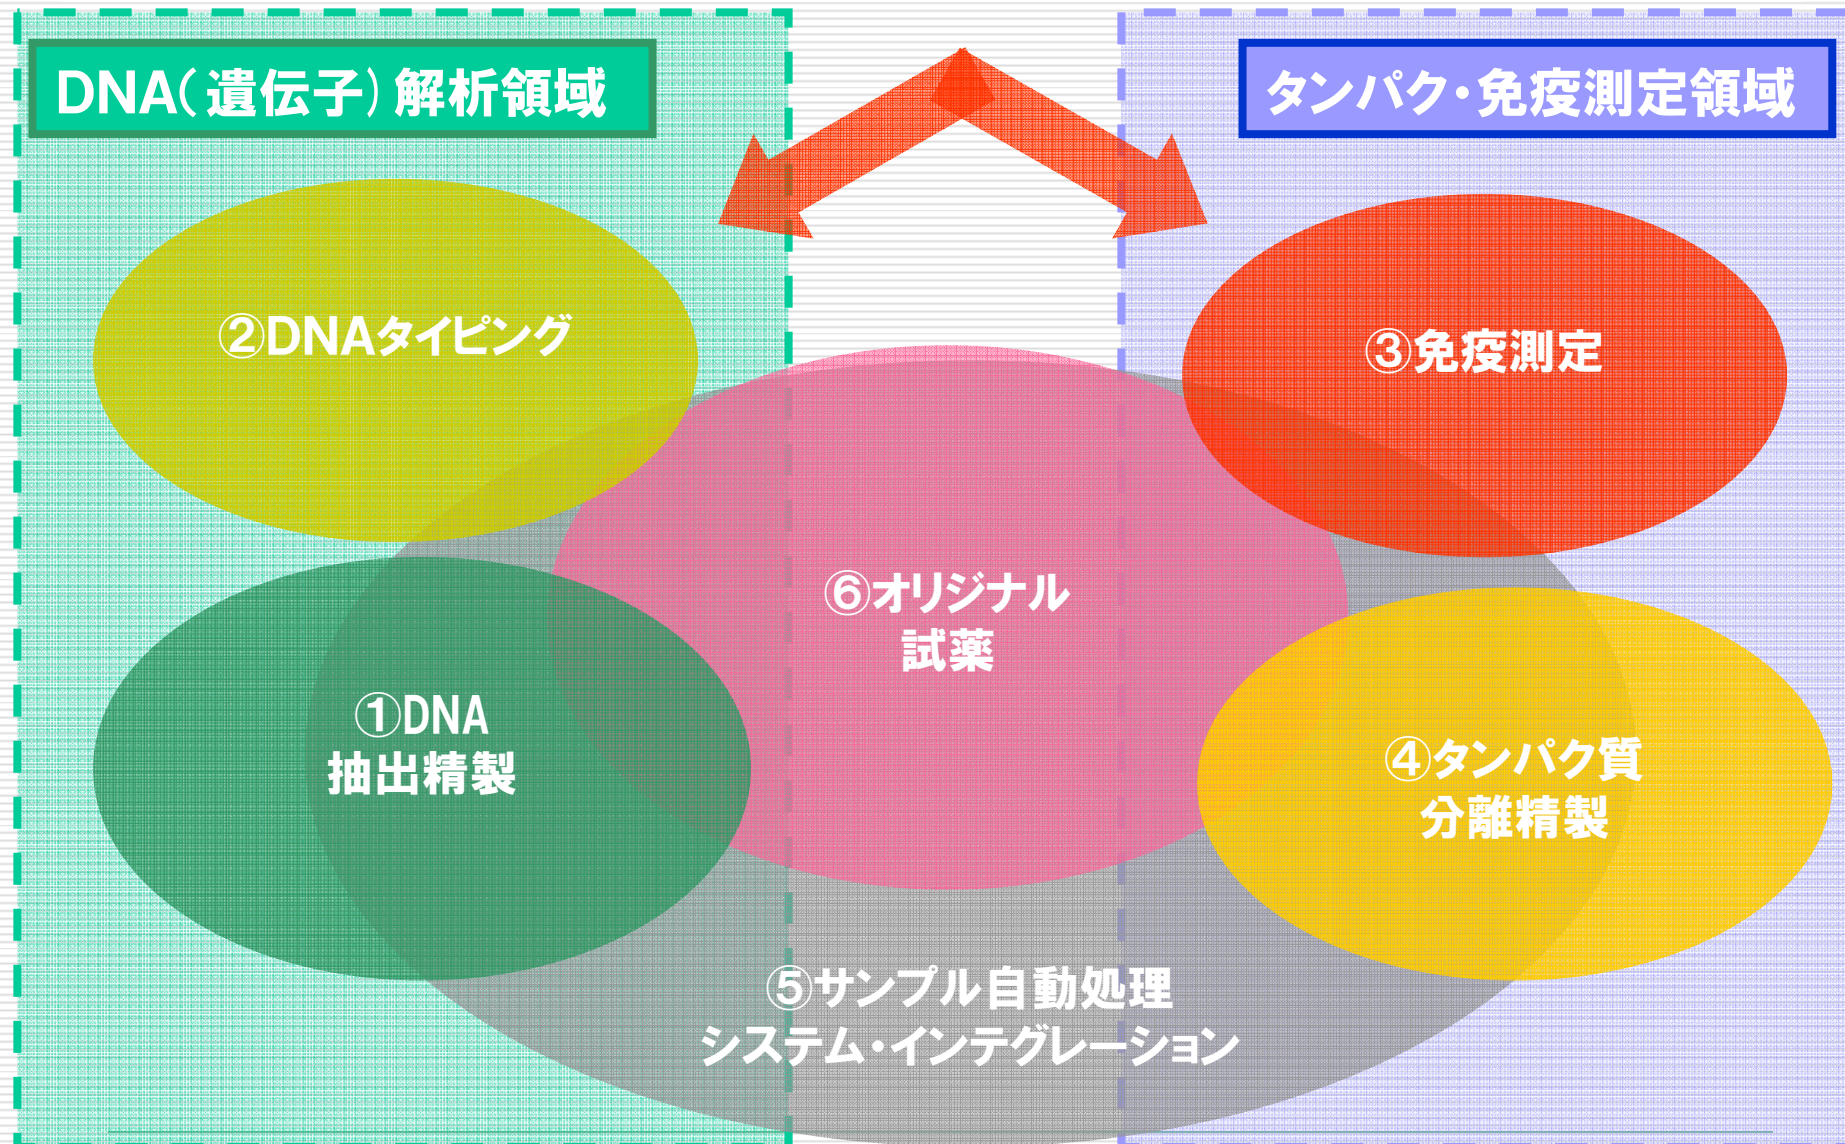 DNA(遺伝子)解析領域
タンパク・免疫測定領域
②DNAタイピング
③免疫測定
⑥オリジナル
試薬
①DNA
抽出精製
④タンパク質
分離精製
⑤サンプル自動処理
システム・インテグレーション